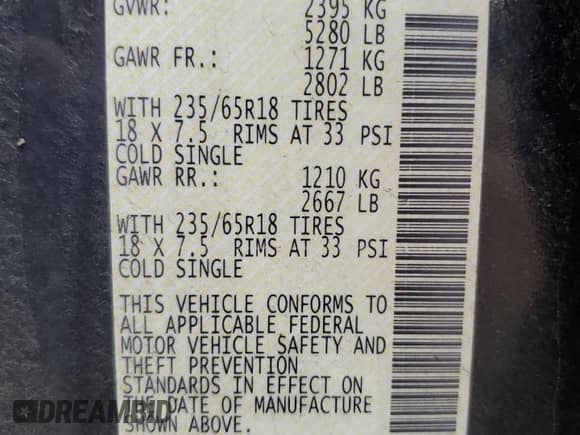 GVWR: 2395 KG
5280 LB
GAWR FR.: 1271 KG
2802 LB
WITH 235/65R18 TIRES
18 X 7.5 RIMS AT 33 PSI
COLD SINGLE
GAWR RR.: 1210 KG
2667 LB
WITH 235/65R18 TIRES
18 X 7.5 RIMS AT 33 PSI
COLD SINGLE
THIS VEHICLE CONFORMS TO
ALL APPLICABLE FEDERAL
MOTOR VEHICLE SAFETY AND
THEFT PREVENTION
STANDARDS IN EFFECT ON
THE DATE OF MANUFACTURE
SHOWN ABOVE.
DREAMBID